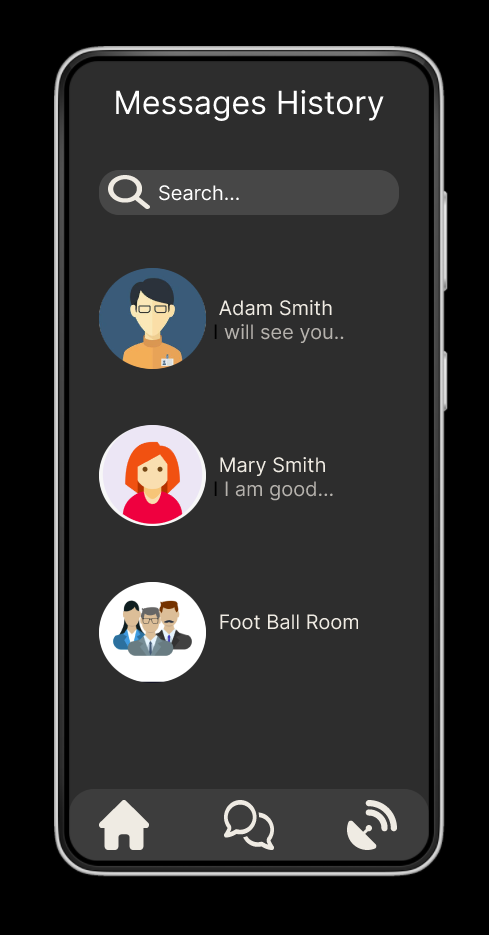 Messages History
Search...
Adam Smith
I will see you..
Mary Smith
I I am good...
Foot Ball Room